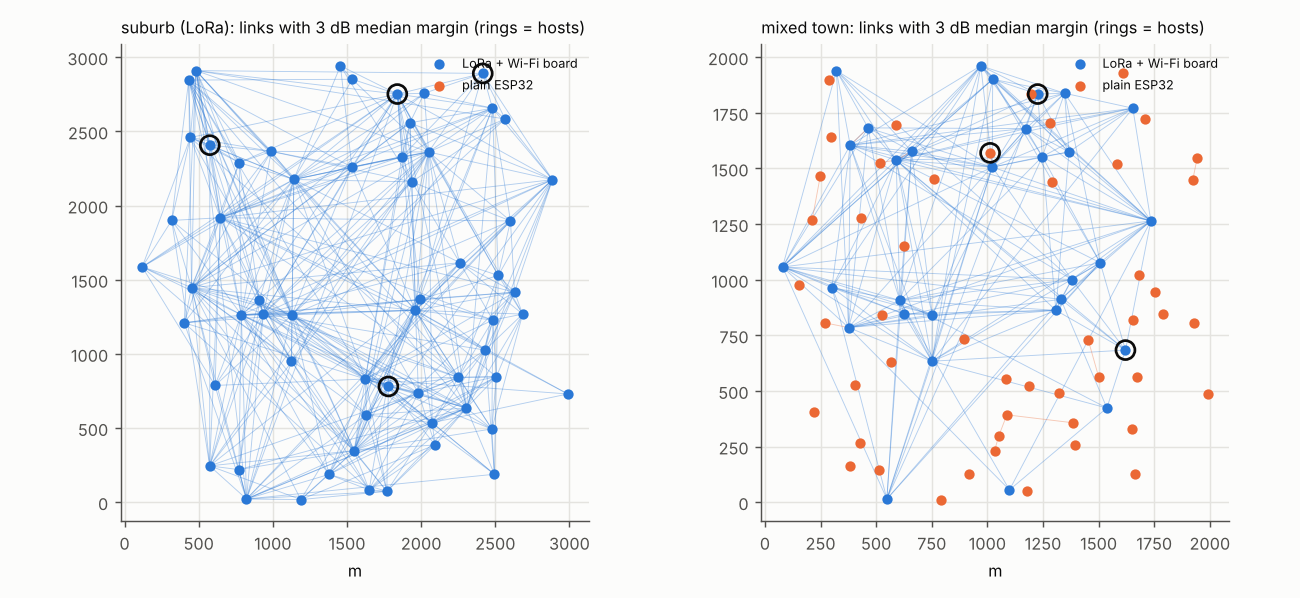 suburb (LoRa): links with 3 dB median margin (rings = hosts)
LoRa + Wi-Fi board
plain ESP32
3000
2500
2000
1500
1000
500
0
0 500 1000 1500 2000 2500 3000
m
mixed town: links with 3 dB median margin (rings = hosts)
LoRa + Wi-Fi board
plain ESP32
2000
1750
1500
1250
1000
750
500
250
0
0 250 500 750 1000 1250 1500 1750 2000
m